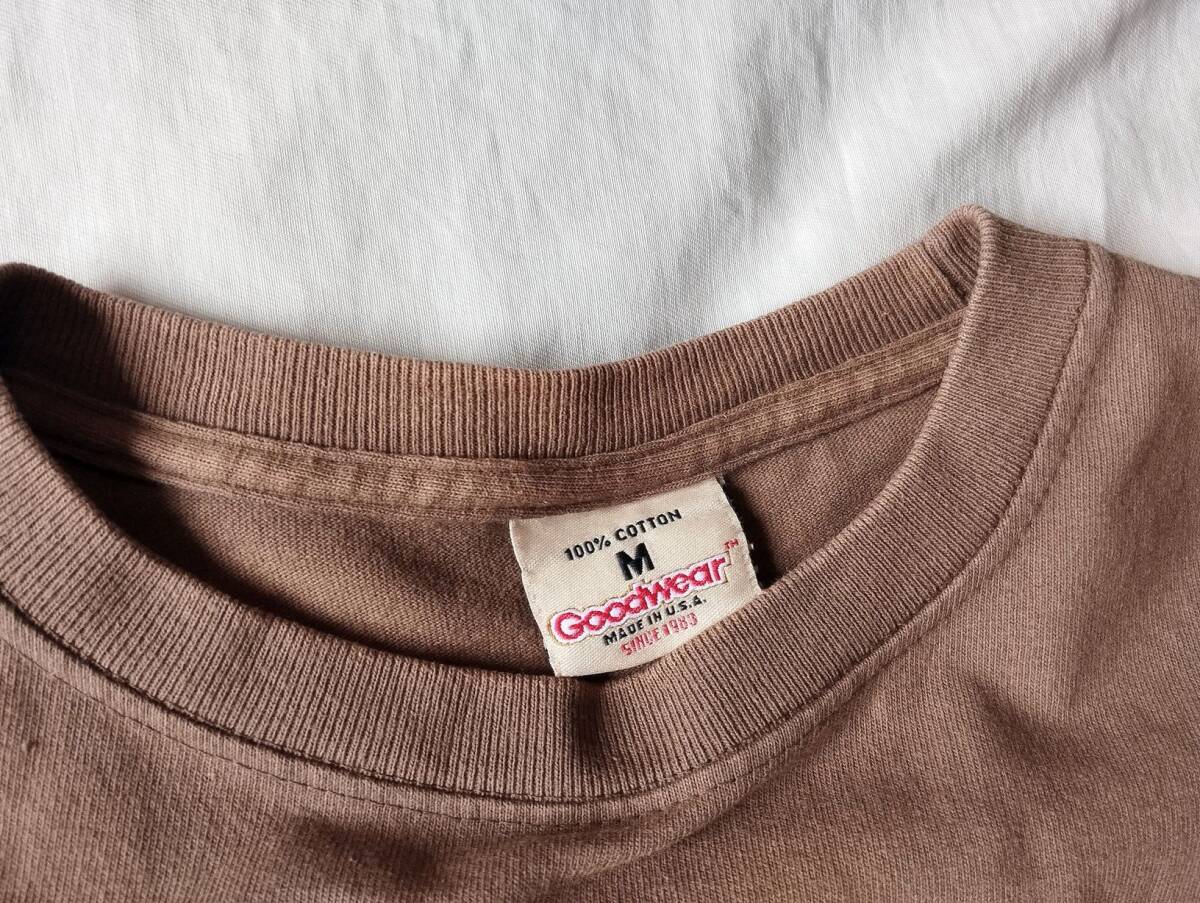 100% COTTON
M
Goodwear™
MADE IN U.S.A.
SINCE 1983